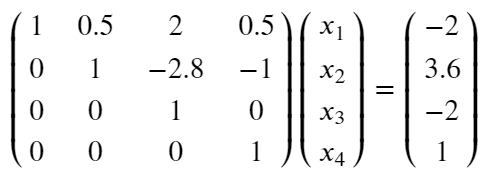 1 0.5 2 0.5 x1 -2
0 1 −2.8 −1 x2 3.6
0 0 1 0 x3 = −2
0 0 0 1 x4 1